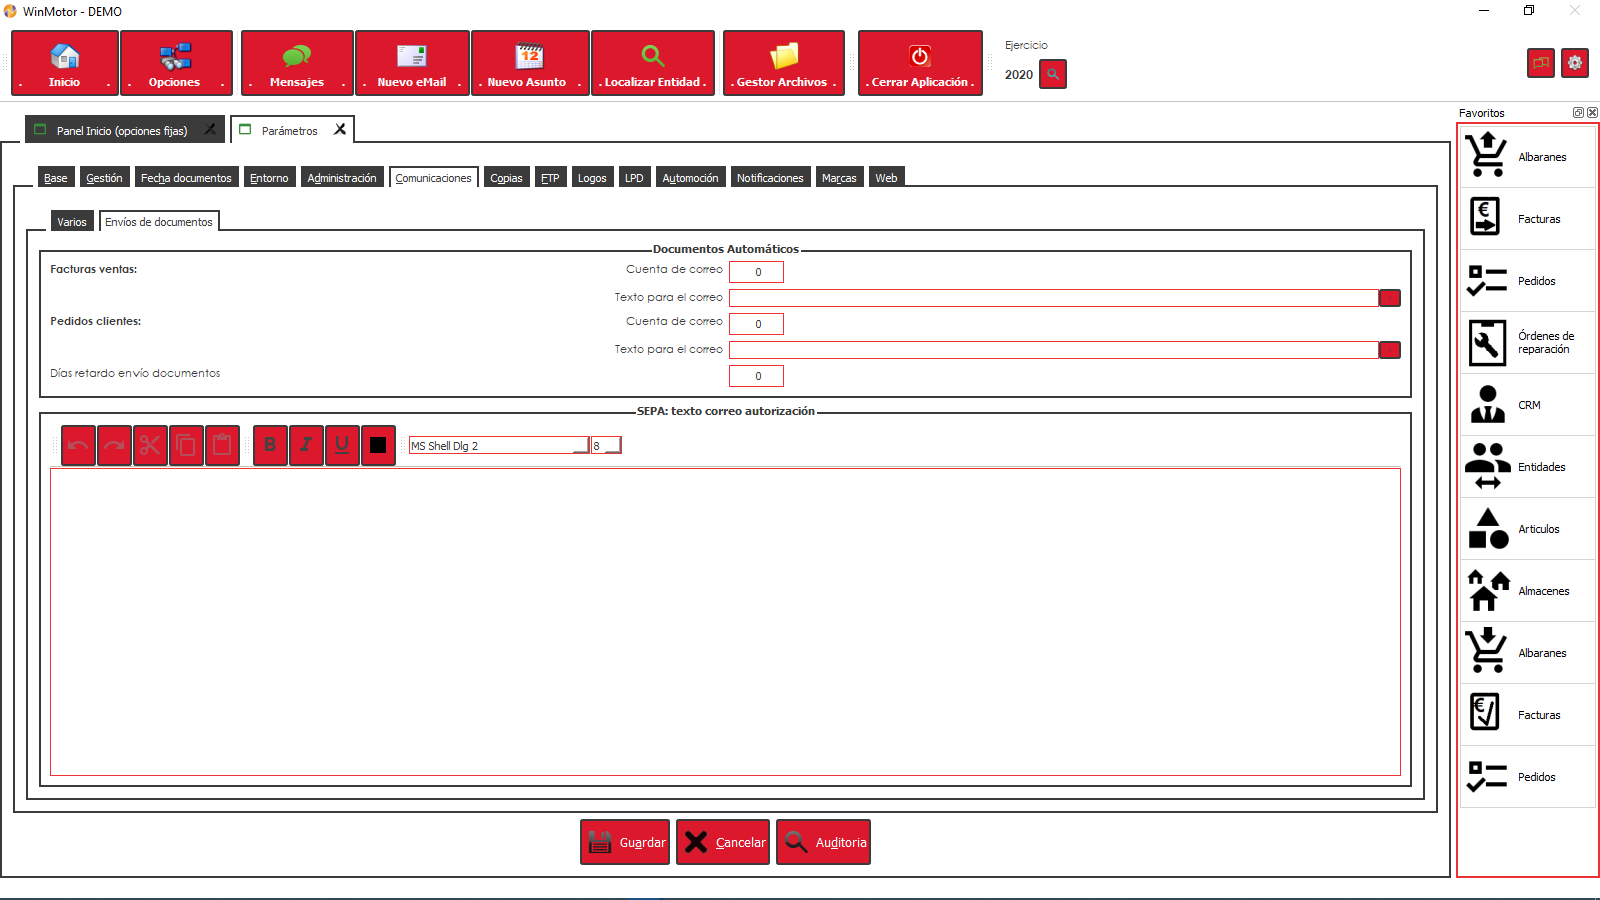 WinMotor - DEMO
. Inicio .
. Opciones .
. Mensajes .
. Nuevo eMail .
. Nuevo Asunto .
. Localizar Entidad .
. Gestor Archivos .
. Cerrar Aplicación .
Ejercicio
2020
Panel Inicio (opciones fijas)
Parámetros
Base
Gestión
Fecha documentos
Entorno
Administración
Comunicaciones
Copias
FTP
Logos
LPD
Automoción
Notificaciones
Marcas
Web
Varios
Envíos de documentos
Documentos Automáticos
Facturas ventas:
Cuenta de correo
0
Texto para el correo
Pedidos clientes:
Cuenta de correo
0
Texto para el correo
Días retardo envío documentos
0
SEPA: texto correo autorización
B
I
U
MS Shell Dlg 2
8
Guardar
Cancelar
Auditoria
Favoritos
Albaranes
Facturas
Pedidos
Órdenes de
reparación
CRM
Entidades
Articulos
Almacenes
Albaranes
Facturas
Pedidos